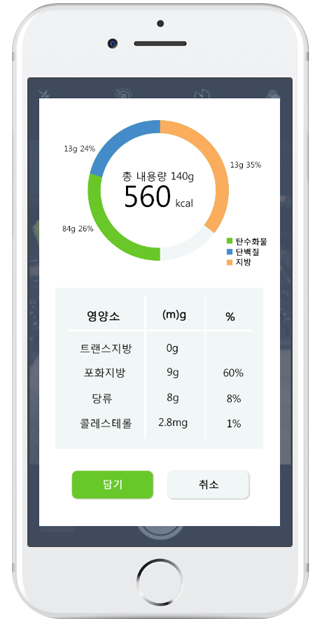 13g 24%
13g 35%
총 내용량 140g
560 kcal
84g 26%
탄수화물
단백질
지방
영양소 (m)g %
트랜스지방 0g
포화지방 9g 60%
당류 8g 8%
콜레스테롤 2.8mg 1%
담기 취소